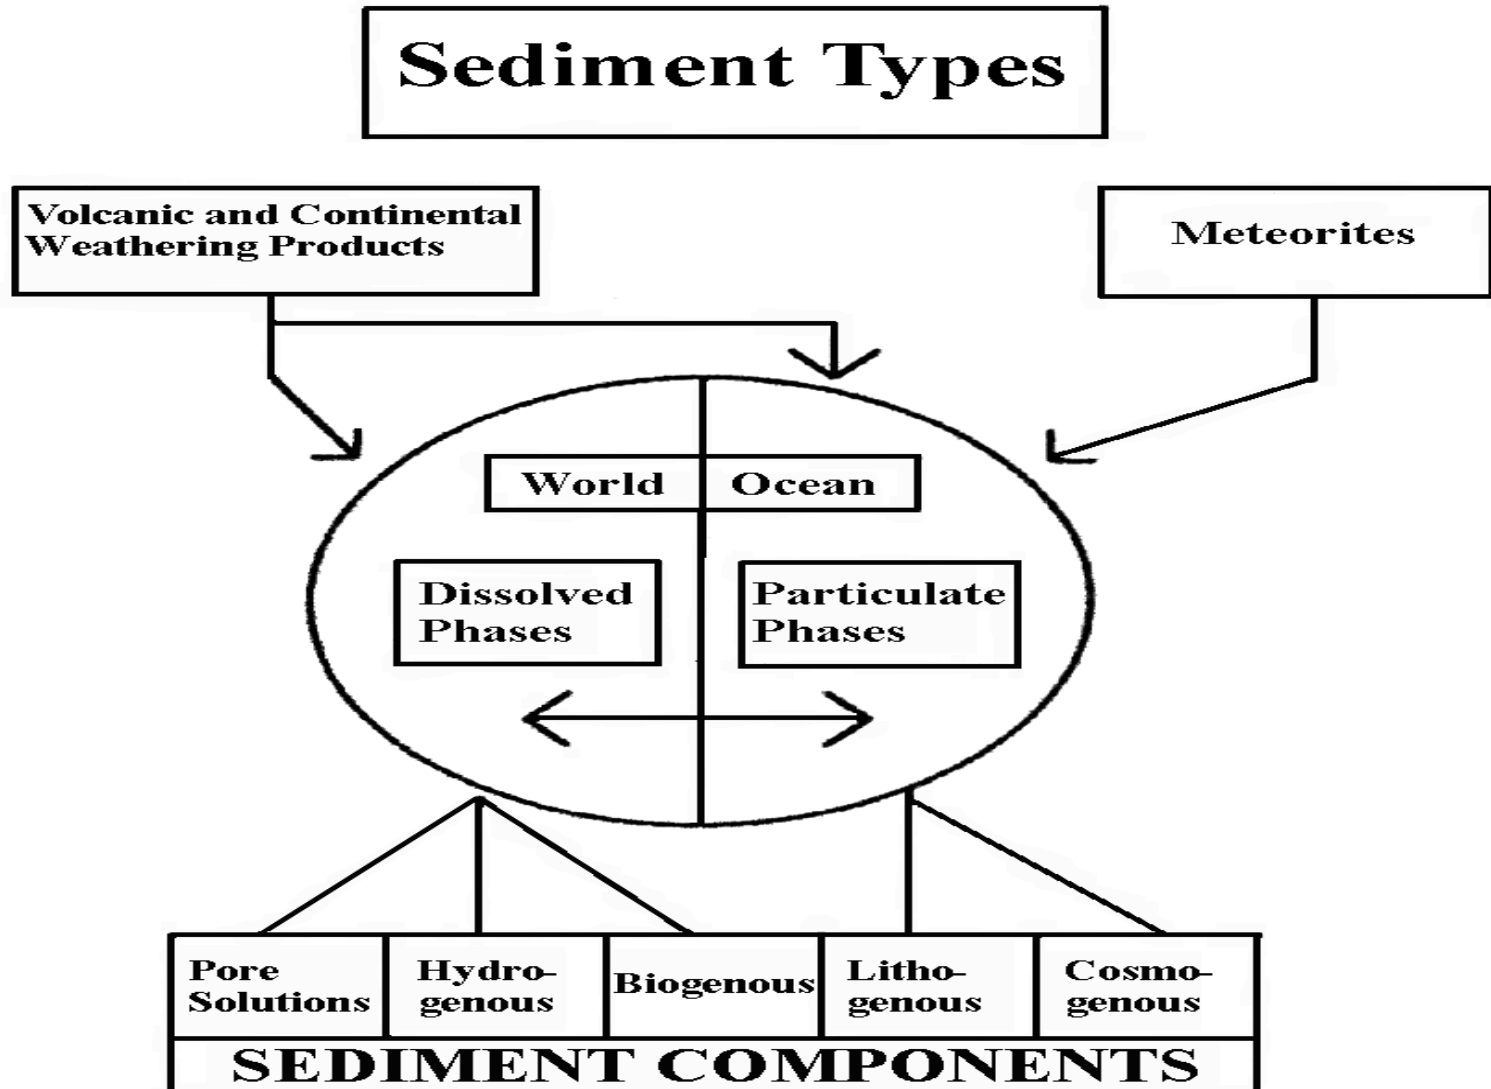 Sediment Types
Volcanic and Continental
Weathering Products
Meteorites
World Ocean
Dissolved
Phases
Particulate
Phases
Pore
Solutions
Hydro-
genous
Biogenous
Litho-
genous
Cosmo-
genous
SEDIMENT COMPONENTS